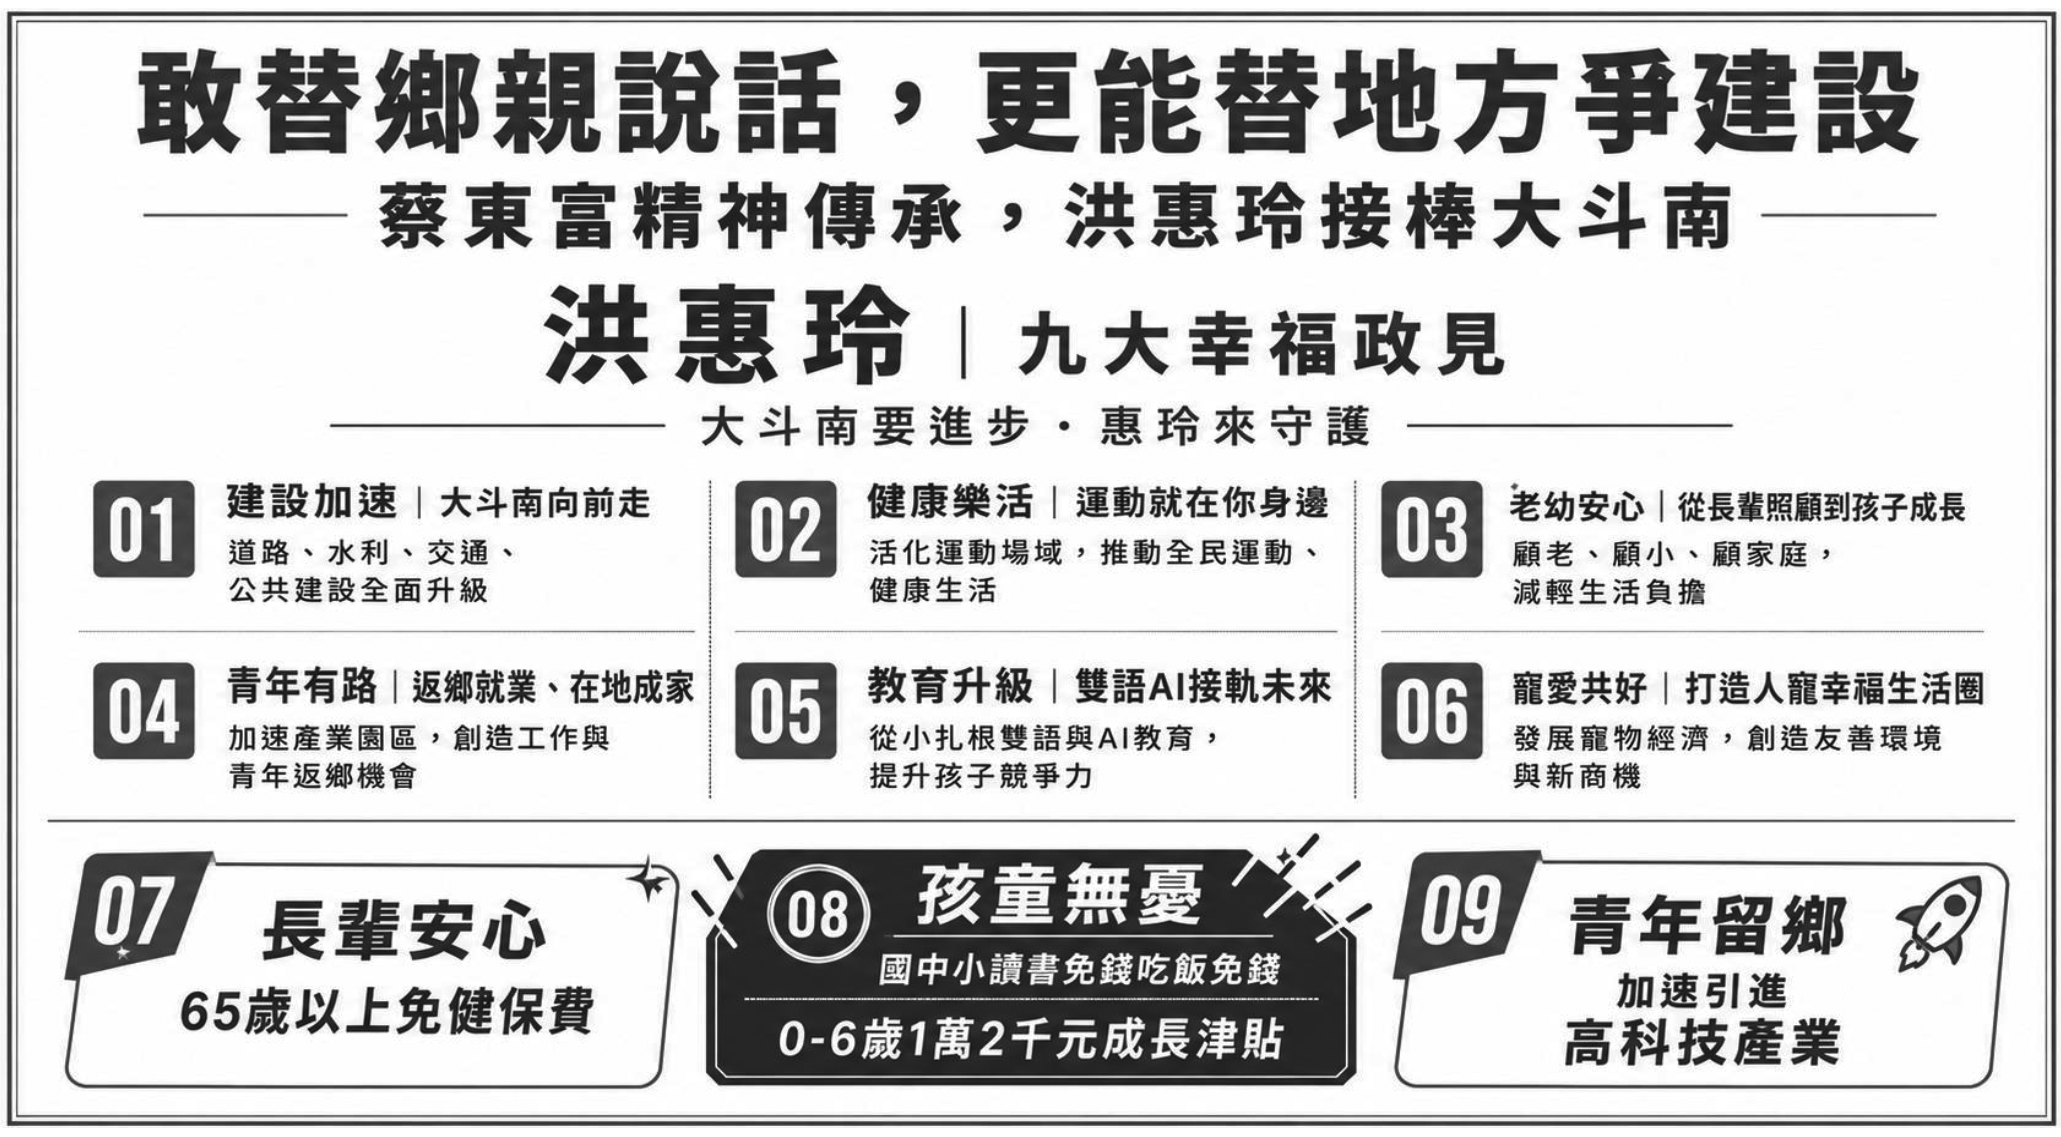 敢替鄉親說話，更能替地方爭建設
蔡東富精神傳承，洪惠玲接棒大斗南
洪惠玲｜九大幸福政見
大斗南要進步・惠玲來守護
01
建設加速｜大斗南向前走
道路、水利、交通、
公共建設全面升級
02
健康樂活｜運動就在你身邊
活化運動場域，推動全民運動、
健康生活
03
老幼安心｜從長輩照顧到孩子成長
顧老、顧小、顧家庭，
減輕生活負擔
04
青年有路｜返鄉就業、在地成家
加速產業園區，創造工作與
青年返鄉機會
05
教育升級｜雙語AI接軌未來
從小扎根雙語與AI教育，
提升孩子競爭力
06
寵愛共好｜打造人寵幸福生活圈
發展寵物經濟，創造友善環境
與新商機
07
長輩安心
65歲以上免健保費
08
孩童無憂
國中小讀書免錢吃飯免錢
0-6歲1萬2千元成長津貼
09
青年留鄉
加速引進
高科技產業